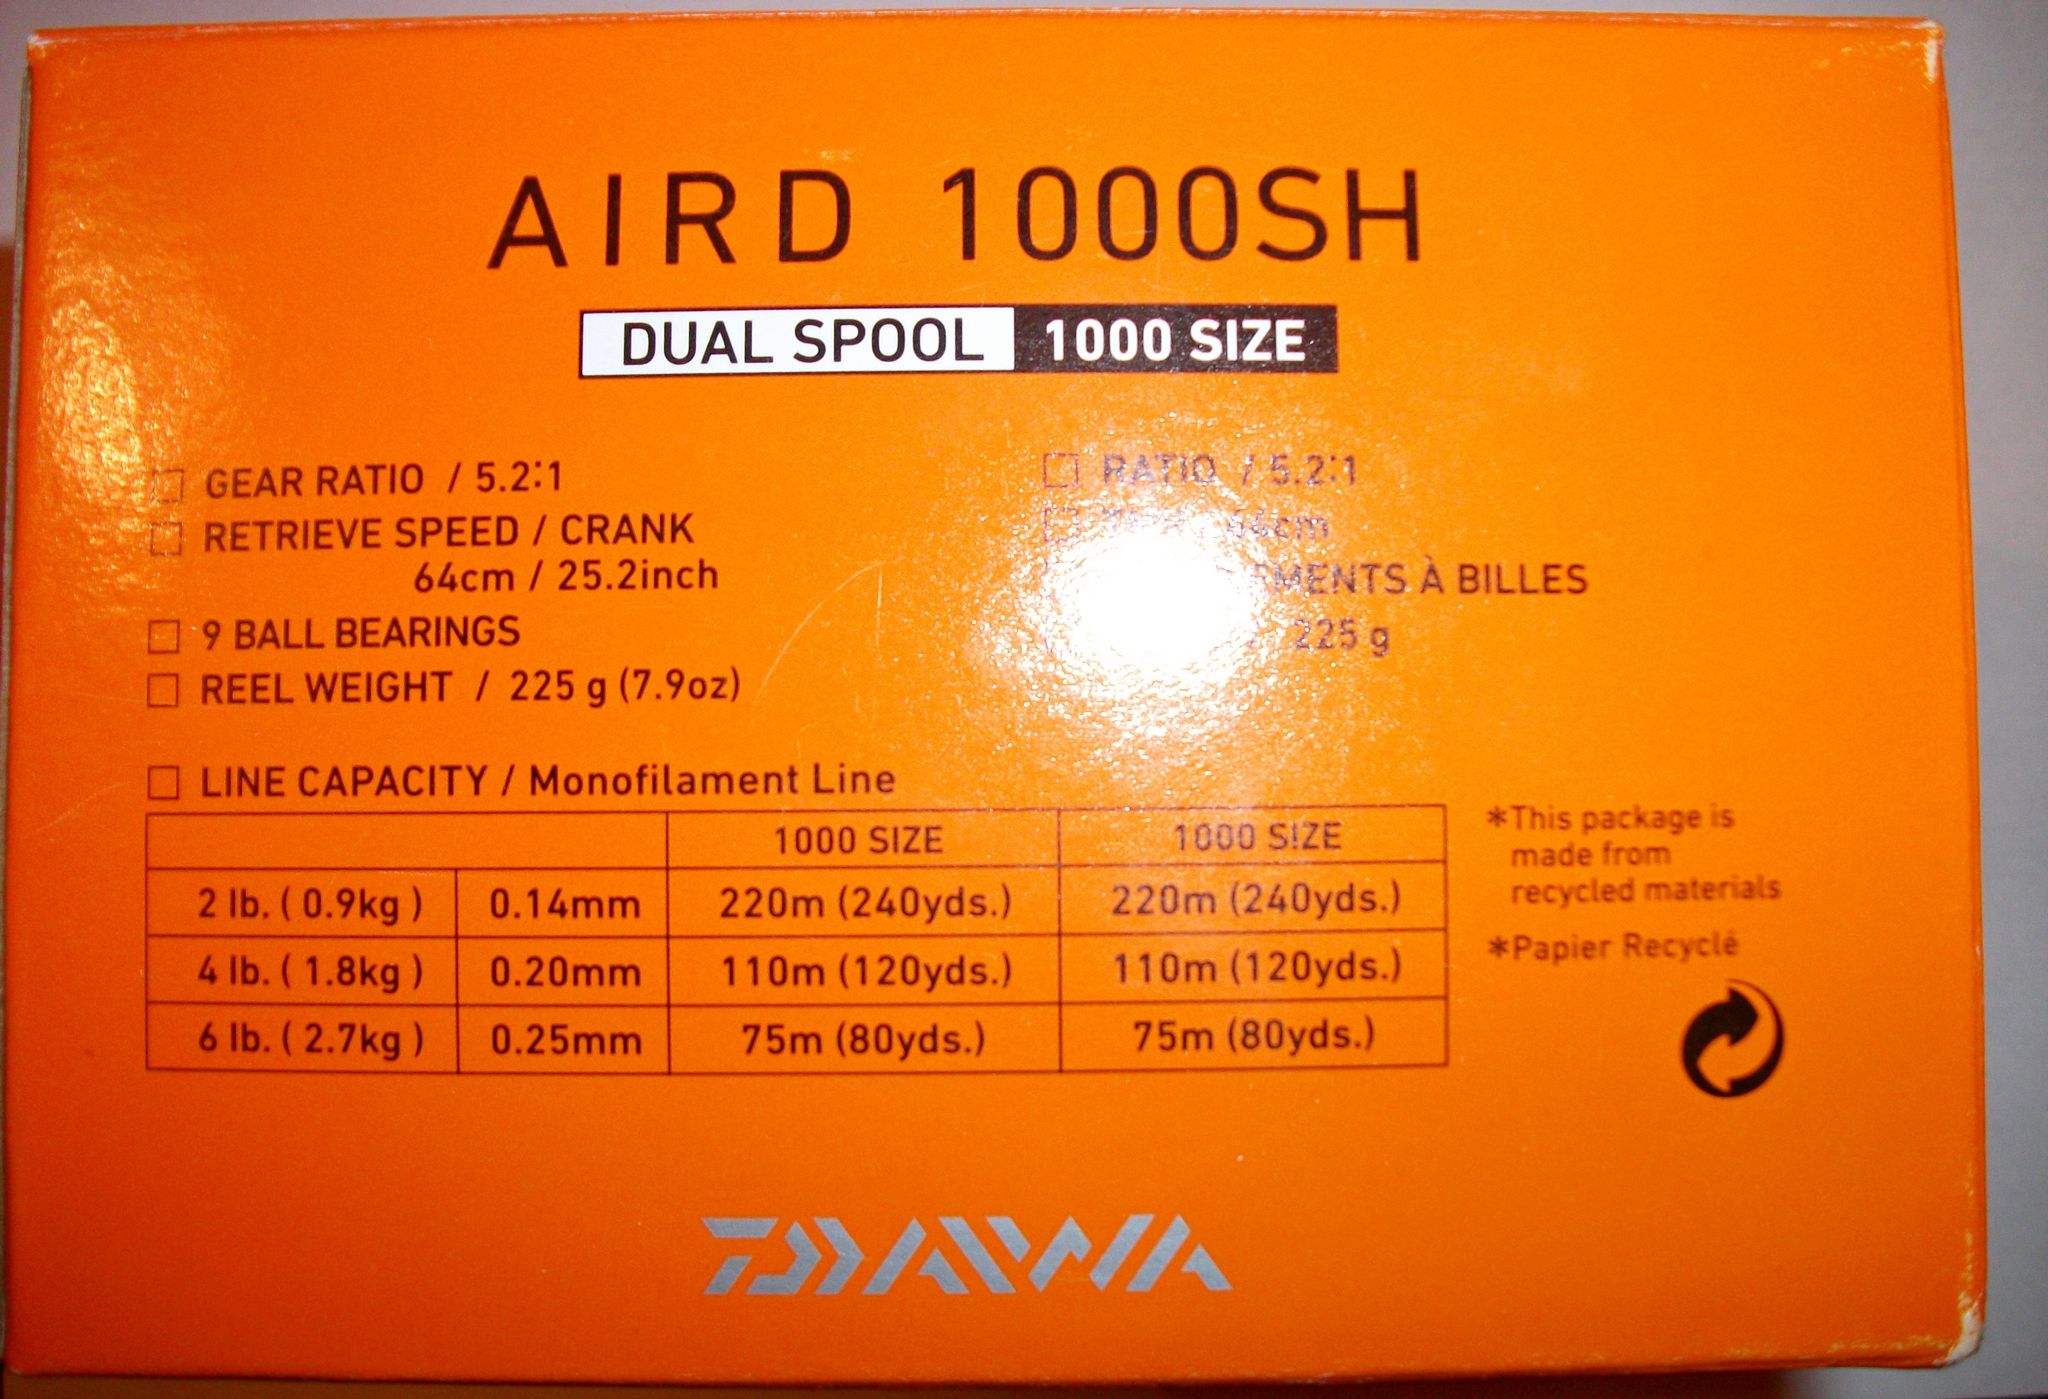 AIRD 1000SH
DUAL SPOOL 1000 SIZE
GEAR RATIO / 5.2:1
RETRIEVE SPEED / CRANK
64cm / 25.2inch
9 BALL BEARINGS
REEL WEIGHT / 225 g (7.9oz)
RATIO / 5.2:1
64cm
À BILLES
225 g
LINE CAPACITY / Monofilament Line
1000 SIZE 1000 SIZE
2 lb. ( 0.9kg ) 0.14mm 220m (240yds.) 220m (240yds.)
4 lb. ( 1.8kg ) 0.20mm 110m (120yds.) 110m (120yds.)
6 lb. ( 2.7kg ) 0.25mm 75m (80yds.) 75m (80yds.)
*This package is
made from
recycled materials
*Papier Recyclé
DAIWA